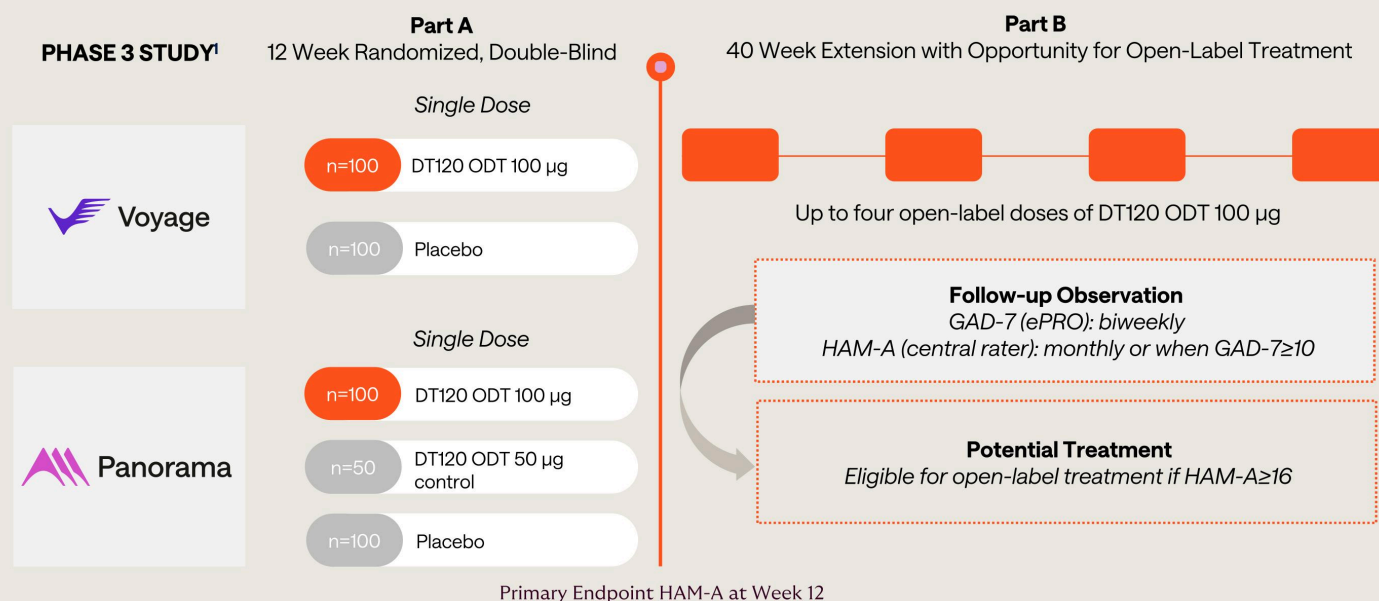 PHASE 3 STUDY¹
Part A
12 Week Randomized, Double-Blind
Part B
40 Week Extension with Opportunity for Open-Label Treatment
Voyage
Single Dose
n=100 DT120 ODT 100 µg
n=100 Placebo
Panorama
Single Dose
n=100 DT120 ODT 100 µg
n=50 DT120 ODT 50 µg
control
n=100 Placebo
Up to four open-label doses of DT120 ODT 100 µg
Follow-up Observation
GAD-7 (ePRO): biweekly
HAM-A (central rater): monthly or when GAD-7≥10
Potential Treatment
Eligible for open-label treatment if HAM-A≥16
Primary Endpoint HAM-A at Week 12